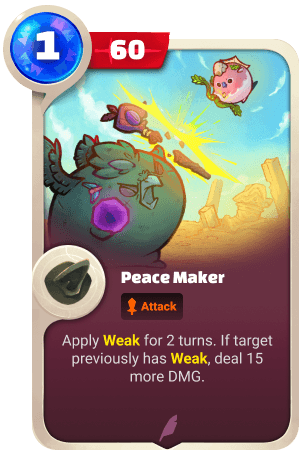 1
60
Peace Maker
Attack
Apply Weak for 2 turns. If target
previously has Weak, deal 15
more DMG.